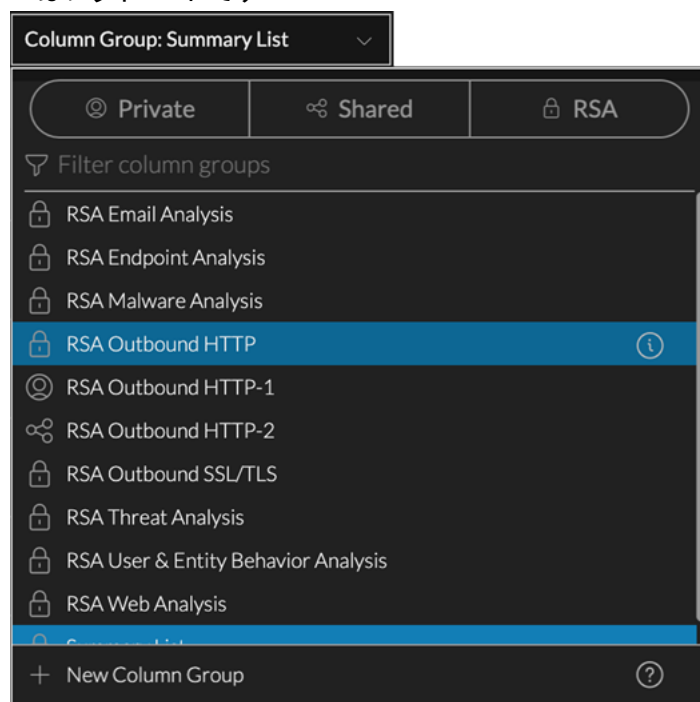 Column Group: Summary List
Private
Shared
RSA
Filter column groups
RSA Email Analysis
RSA Endpoint Analysis
RSA Malware Analysis
RSA Outbound HTTP
RSA Outbound HTTP-1
RSA Outbound HTTP-2
RSA Outbound SSL/TLS
RSA Threat Analysis
RSA User & Entity Behavior Analysis
RSA Web Analysis
Summary List
New Column Group